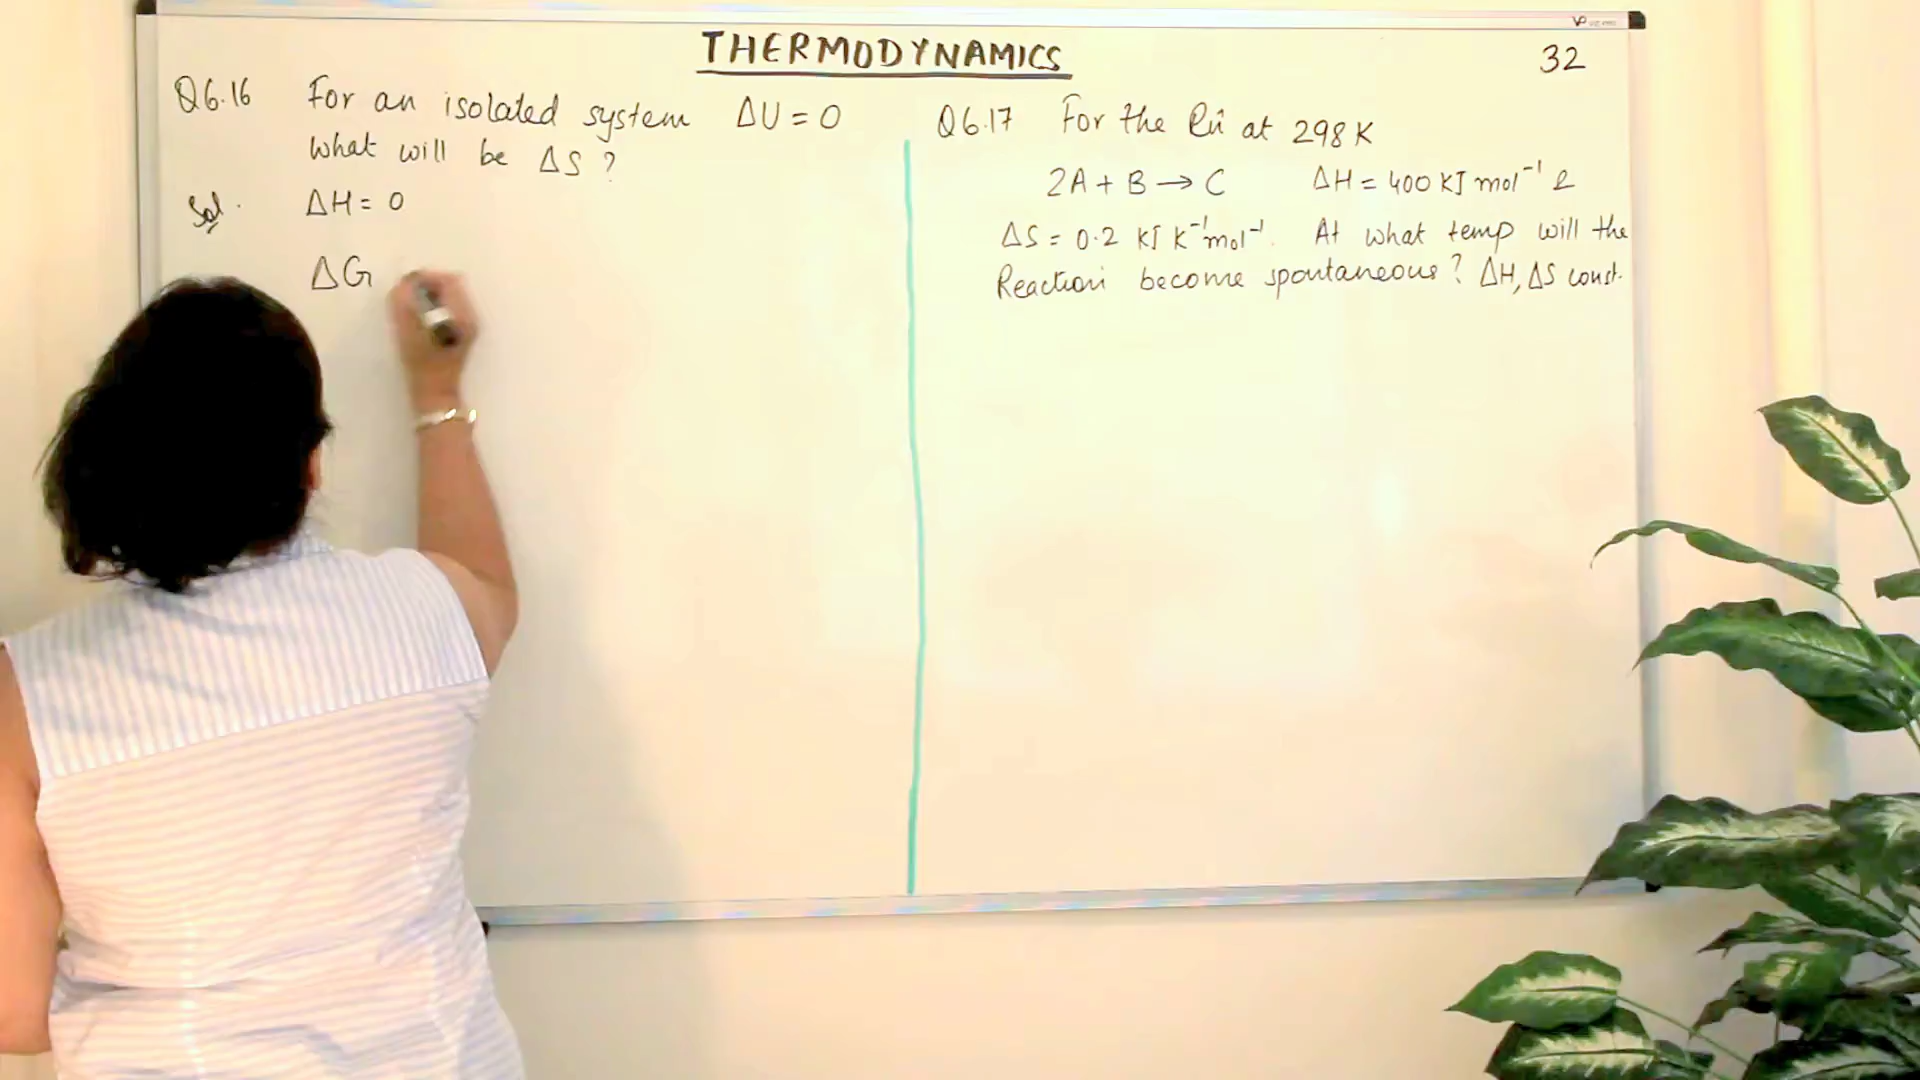 THERMODYNAMICS
32
Q6.16 For an isolated system ΔU = 0
What will be ΔS ?
Sol. ΔH = 0
ΔG
Q6.17 For the at 298 K
2A + B → C ΔH = 400 KJ mol⁻¹ &
ΔS = 0.2 KJ K⁻¹ mol⁻¹. At what temp will the
Reaction become spontaneous? ΔH, ΔS const.